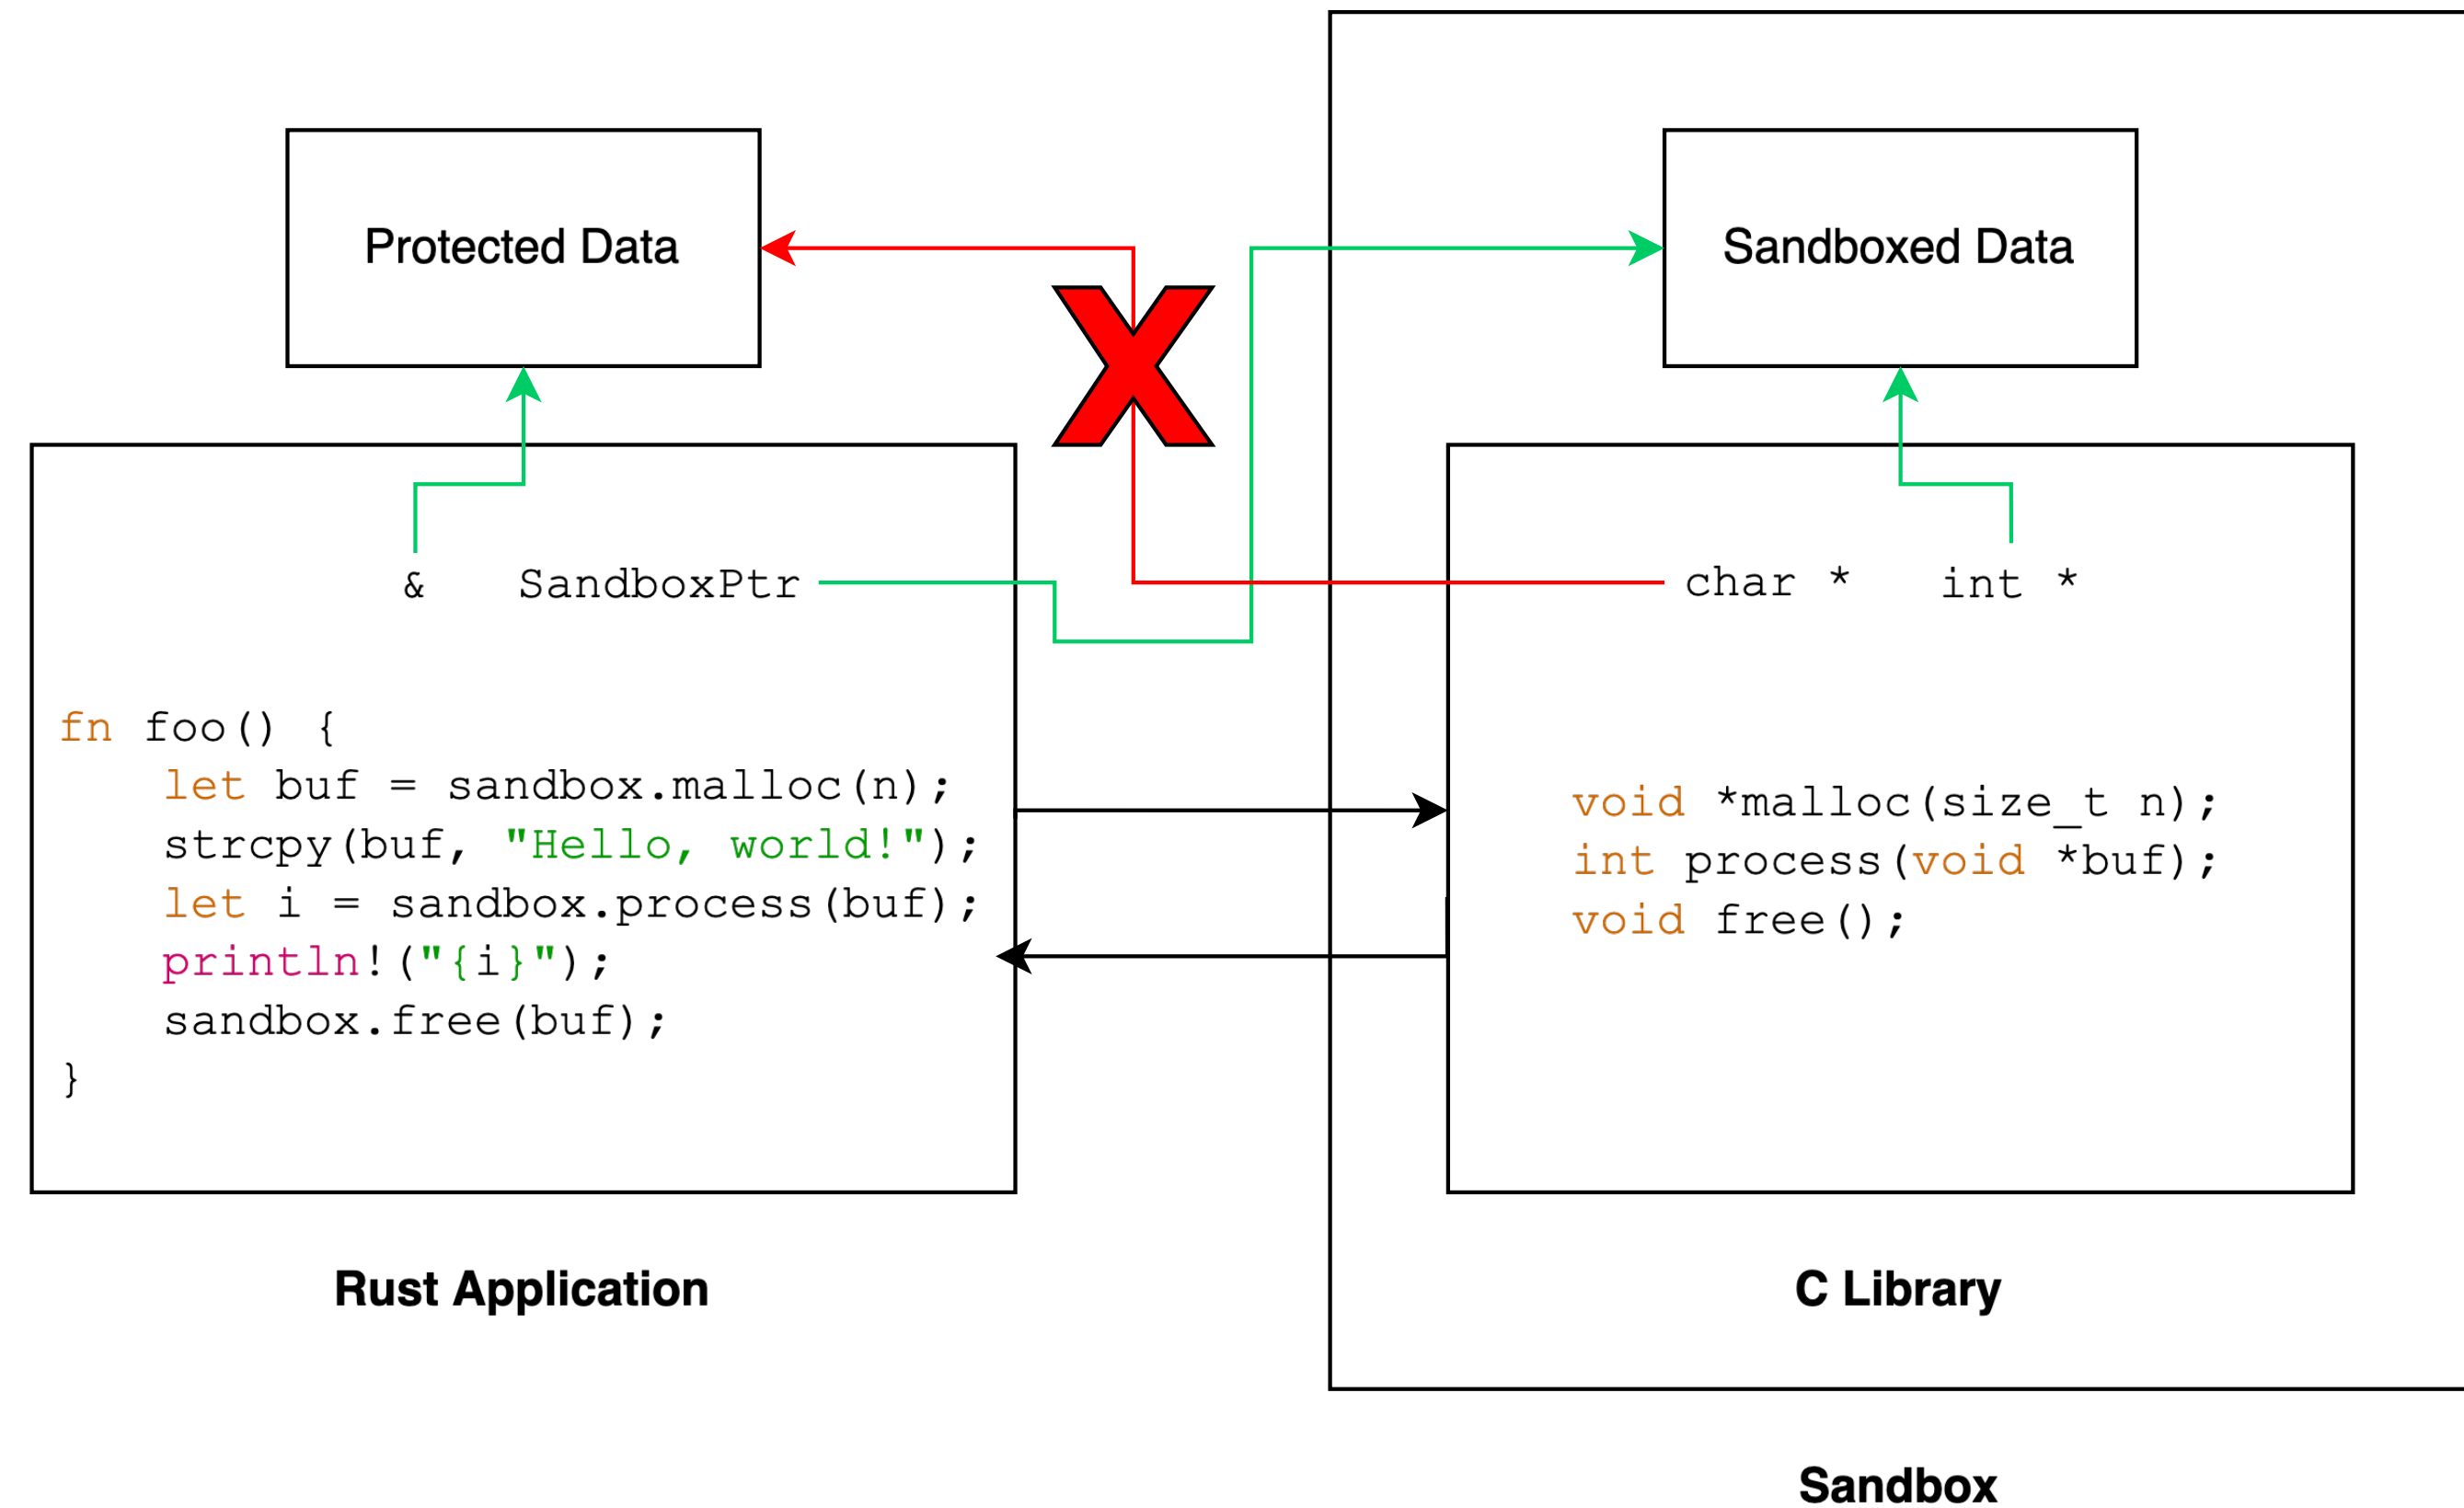 Protected Data
Sandboxed Data
& SandboxPtr
char * int *
fn foo() {
    let buf = sandbox.malloc(n);
    strcpy(buf, "Hello, world!");
    let i = sandbox.process(buf);
    println!("{i}");
    sandbox.free(buf);
}
void *malloc(size_t n);
int process(void *buf);
void free();
Rust Application
C Library
Sandbox